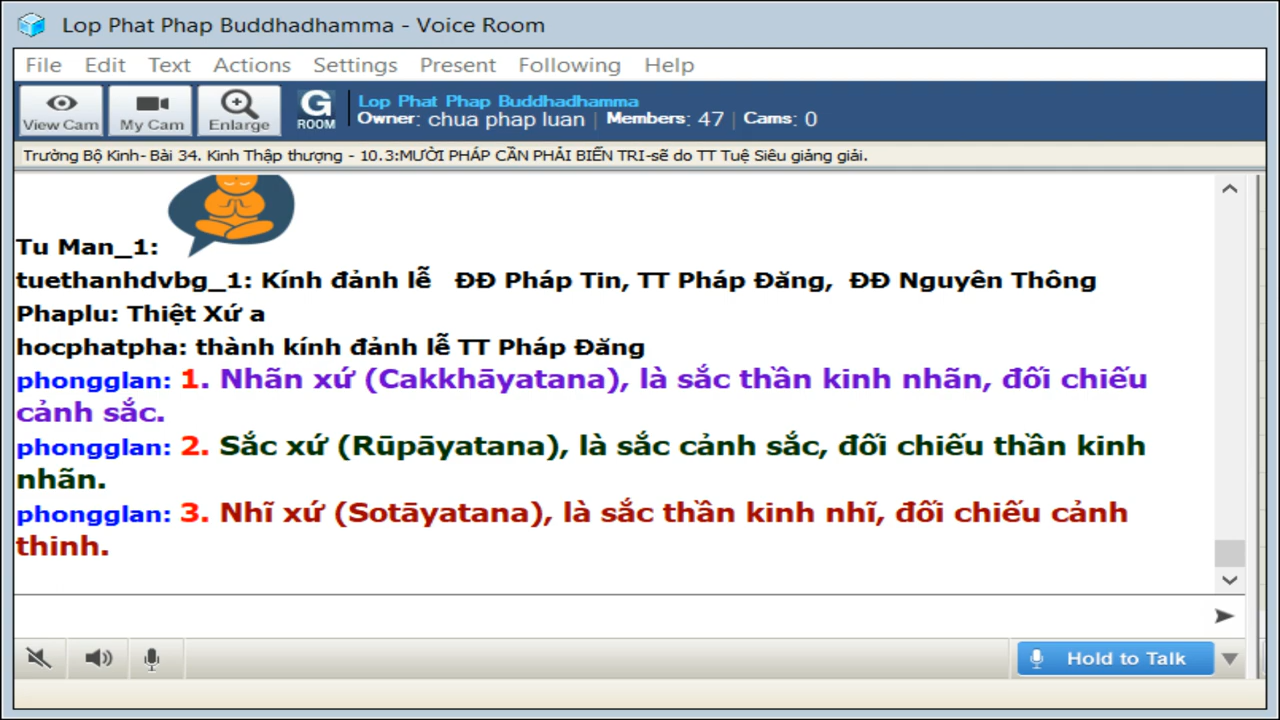 Lop Phat Phap Buddhadhamma - Voice Room
File Edit Text Actions Settings Present Following Help
View Cam My Cam Enlarge G ROOM
Lop Phat Phap Buddhadhamma
Owner: chua phap luan | Members: 47 | Cams: 0
Trường Bộ Kinh- Bài 34. Kinh Thập thượng - 10.3:MƯỜI PHÁP CẦN PHẢI BIẾN TRI-sẽ do TT Tuệ Siêu giảng giải.
Tu Man_1:
tuethanhdvbg_1: Kính đảnh lễ ĐĐ Pháp Tin, TT Pháp Đăng, ĐĐ Nguyên Thông
Phaplu: Thiệt Xứ a
hocphatpha: thành kính đảnh lễ TT Pháp Đăng
phongglan: 1. Nhãn xứ (Cakkhāyatana), là sắc thần kinh nhãn, đối chiếu
cảnh sắc.
phongglan: 2. Sắc xứ (Rūpāyatana), là sắc cảnh sắc, đối chiếu thần kinh
nhãn.
phongglan: 3. Nhĩ xứ (Sotāyatana), là sắc thần kinh nhĩ, đối chiếu cảnh
thinh.
Hold to Talk